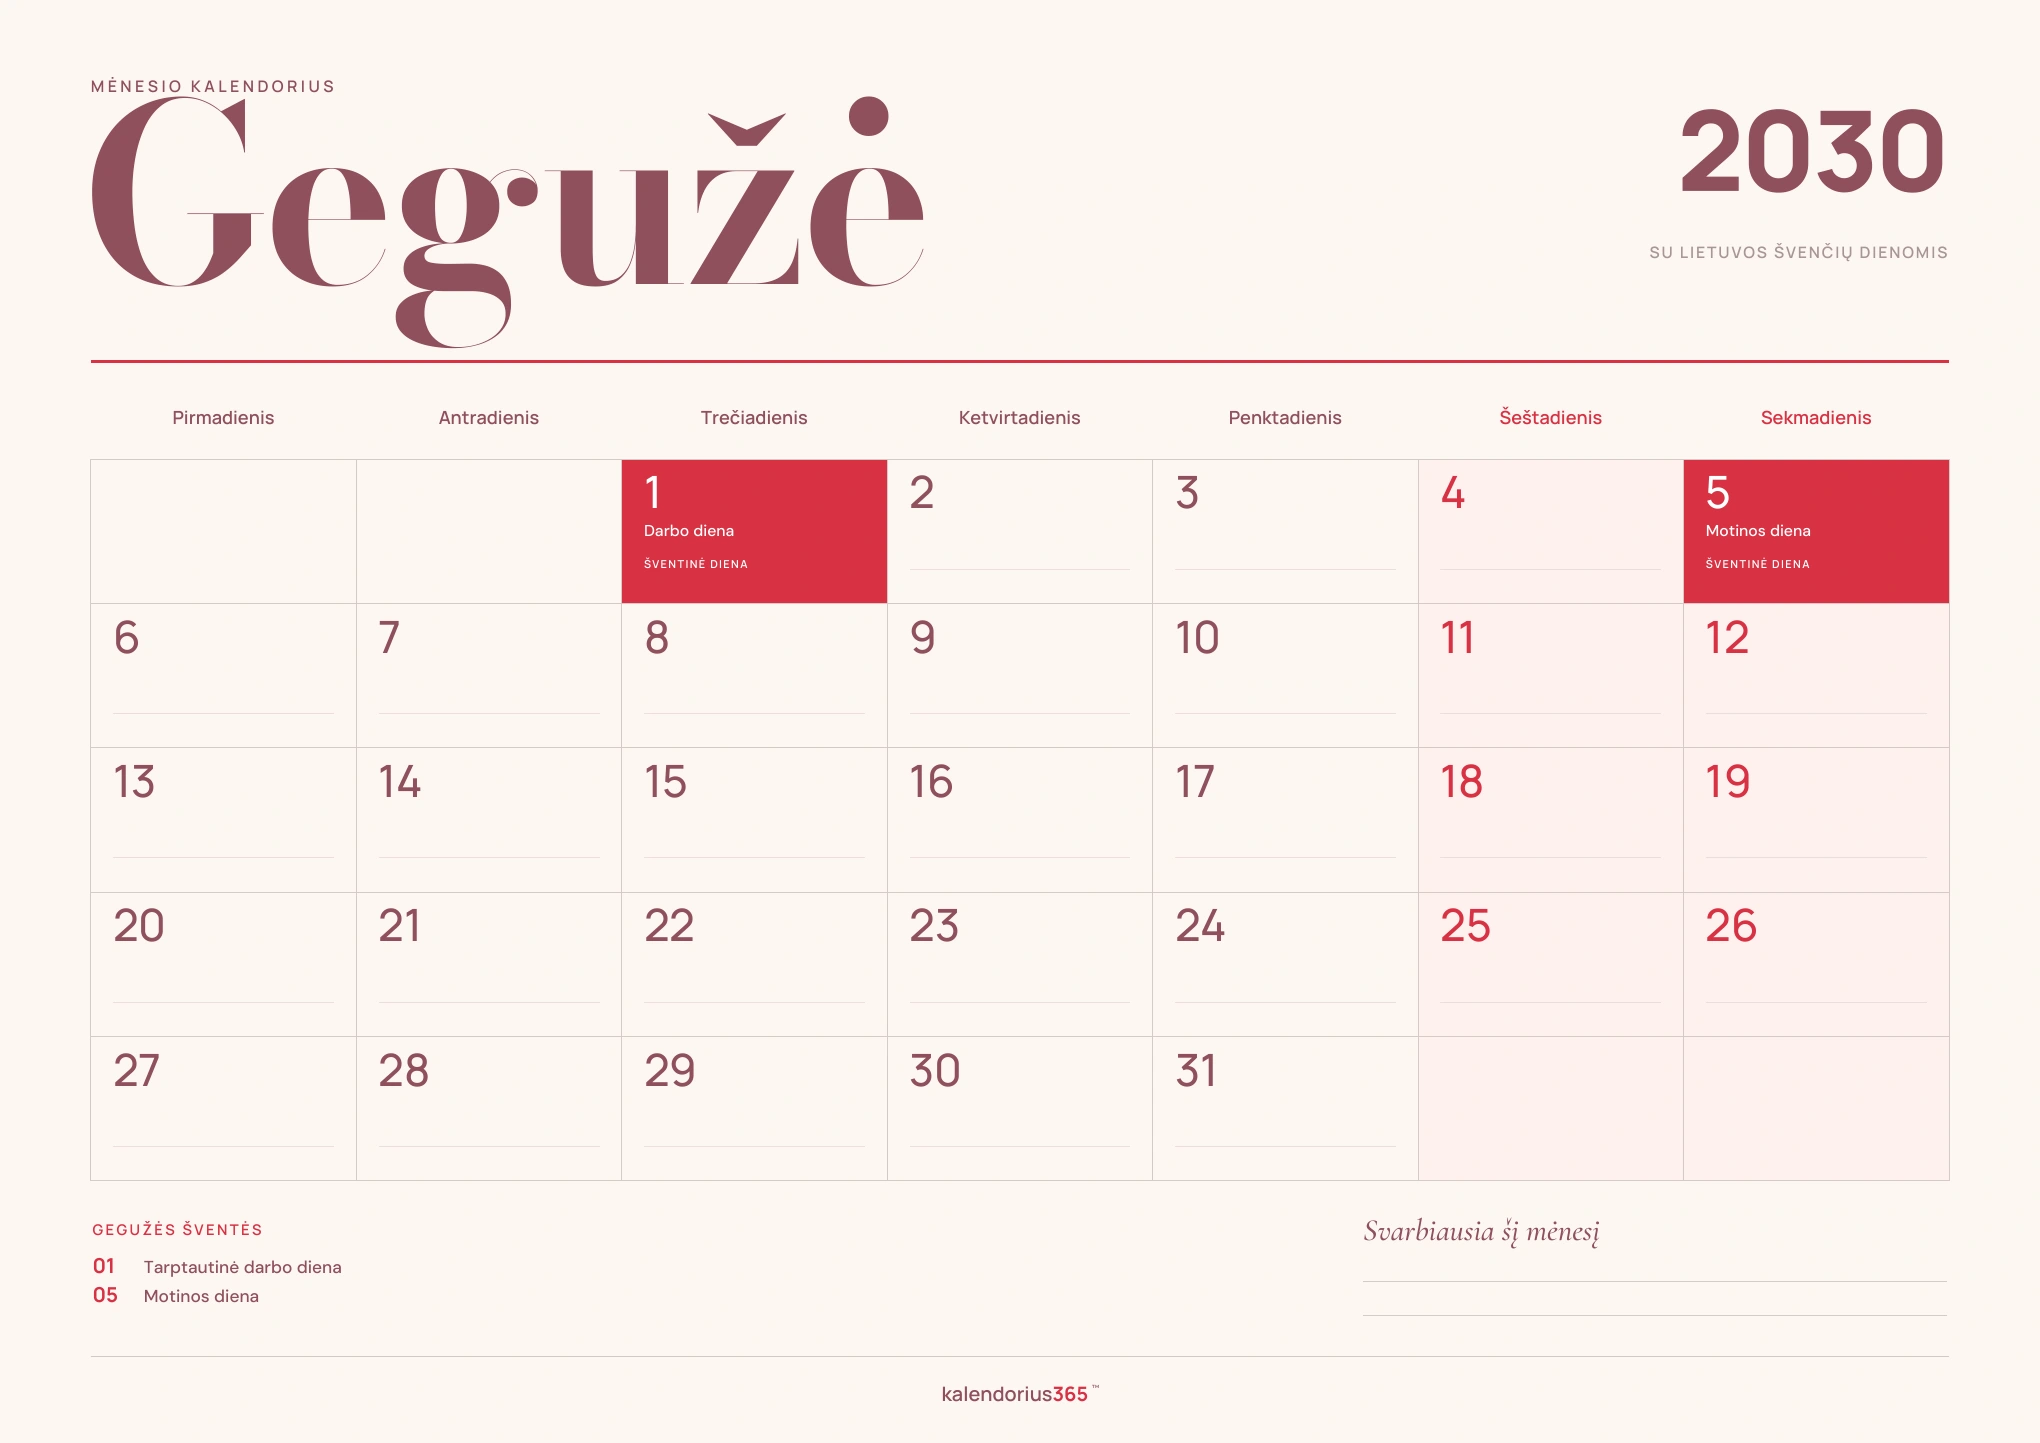 MĖNESIO KALENDORIUS
Gegužė
2030
SU LIETUVOS ŠVENČIŲ DIENOMIS
Pirmadienis Antradienis Trečiadienis Ketvirtadienis Penktadienis Šeštadienis Sekmadienis
1 2 3 4 5
Darbo diena Motinos diena
ŠVENTINĖ DIENA ŠVENTINĖ DIENA
6 7 8 9 10 11 12
13 14 15 16 17 18 19
20 21 22 23 24 25 26
27 28 29 30 31
GEGUŽĖS ŠVENTĖS
01 Tarptautinė darbo diena
05 Motinos diena
Svarbiausia šį mėnesį
kalendorius365™